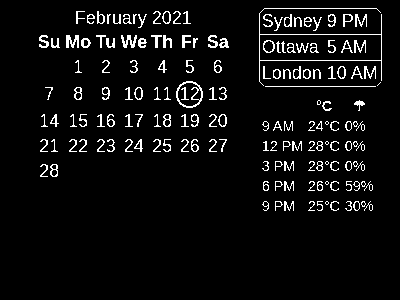 February 2021
Su Mo Tu We Th Fr Sa
1 2 3 4 5 6
7 8 9 10 11 12 13
14 15 16 17 18 19 20
21 22 23 24 25 26 27
28
Sydney 9 PM
Ottawa 5 AM
London 10 AM
°C
9 AM 24°C 0%
12 PM 28°C 0%
3 PM 28°C 0%
6 PM 26°C 59%
9 PM 25°C 30%